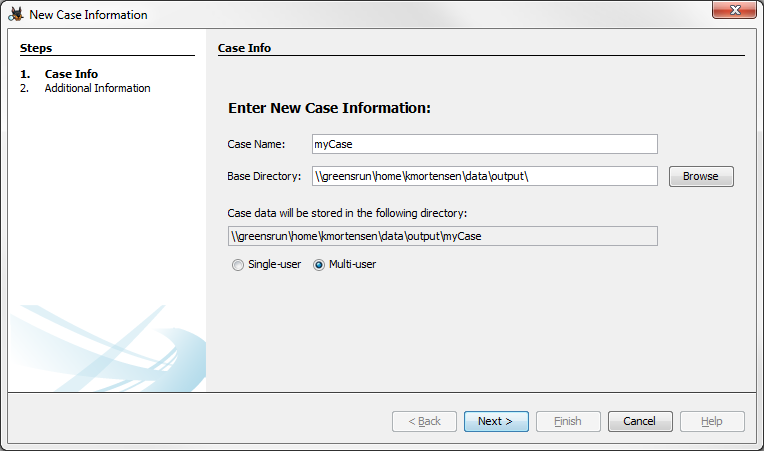 New Case Information
Steps
1. Case Info
2. Additional Information
Case Info
Enter New Case Information:
Case Name: myCase
Base Directory: \\greensrun\home\kmortensen\data\output\ Browse
Case data will be stored in the following directory:
\\greensrun\home\kmortensen\data\output\myCase
Single-user Multi-user
< Back Next > Finish Cancel Help